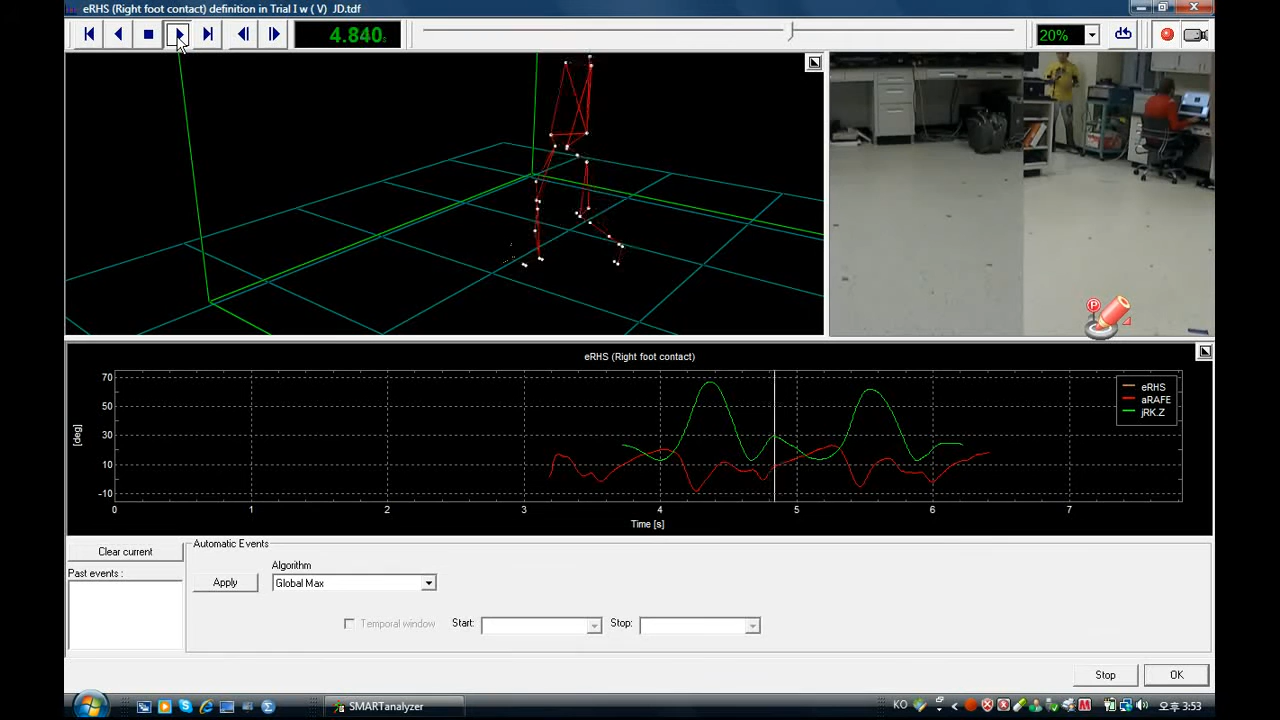 eRHS (Right foot contact) definition in Trial I w ( V) JD.tdf
4.840s
20%
P
eRHS (Right foot contact)
eRHS
aRAFE
jRK.Z
70
50
30
10
-10
[deg]
0 1 2 3 4 5 6 7
Time [s]
Clear current
Past events :
Automatic Events
Algorithm
Apply
Global Max
Temporal window
Start:
Stop:
Stop
OK
SMARTanalyzer
KO
오후 3:53